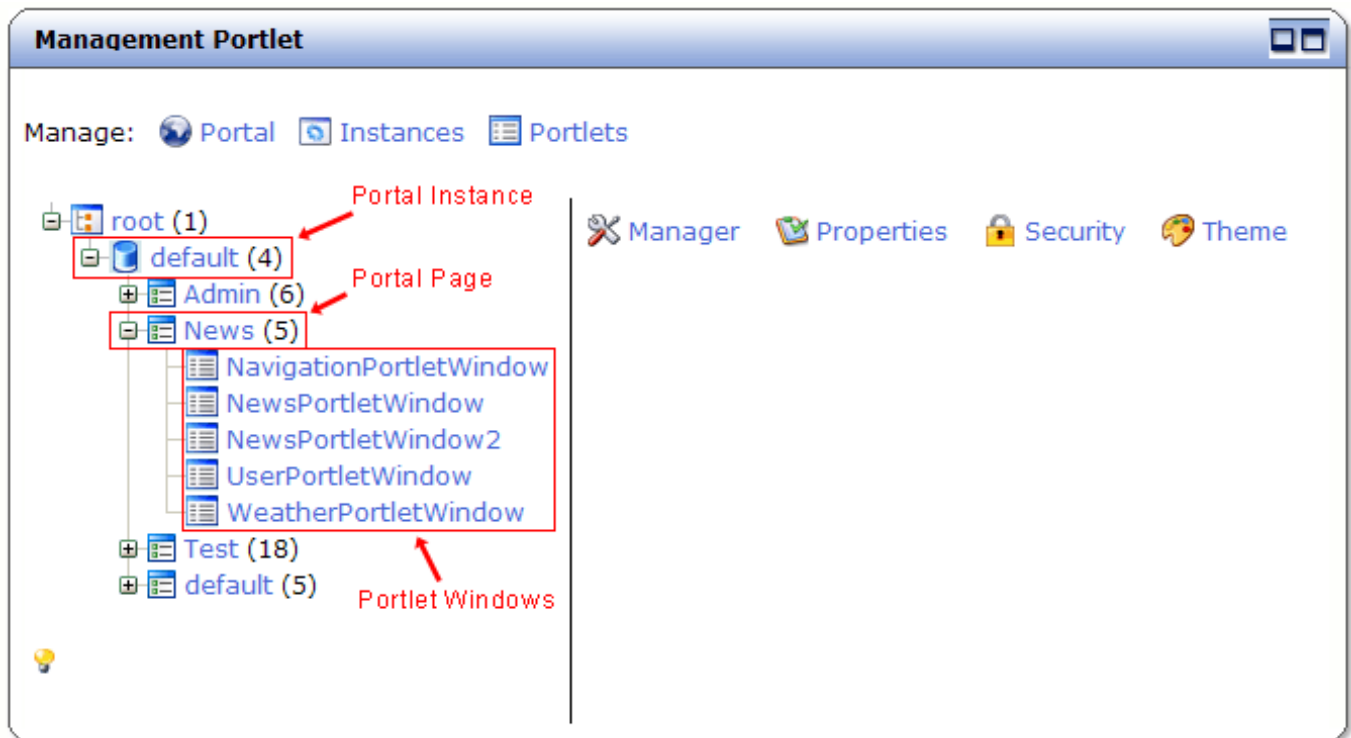 Management Portlet
Manage: Portal Instances Portlets
Portal Instance
root (1)
Manager Properties Security Theme
default (4)
Portal Page
Admin (6)
News (5)
NavigationPortletWindow
NewsPortletWindow
NewsPortletWindow2
UserPortletWindow
WeatherPortletWindow
Test (18)
default (5)
Portlet Windows